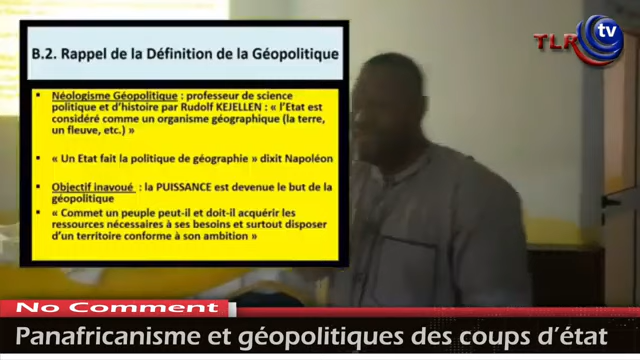 B.2. Rappel de la Définition de la Géopolitique
TLR tv
Néologisme Géopolitique : professeur de science
politique et d'histoire par Rudolf KEJELLEN : « l'Etat est
considéré comme un organisme géographique (la terre,
un fleuve, etc.) »
« Un Etat fait la politique de géographie » dixit Napoléon
Objectif inavoué : la PUISSANCE est devenue le but de la
géopolitique
« Commet un peuple peut-il et doit-il acquérir les
ressources nécessaires à ses besoins et surtout disposer
d'un territoire conforme à son ambition »
No Comment
Panafricanisme et géopolitiques des coups d'état